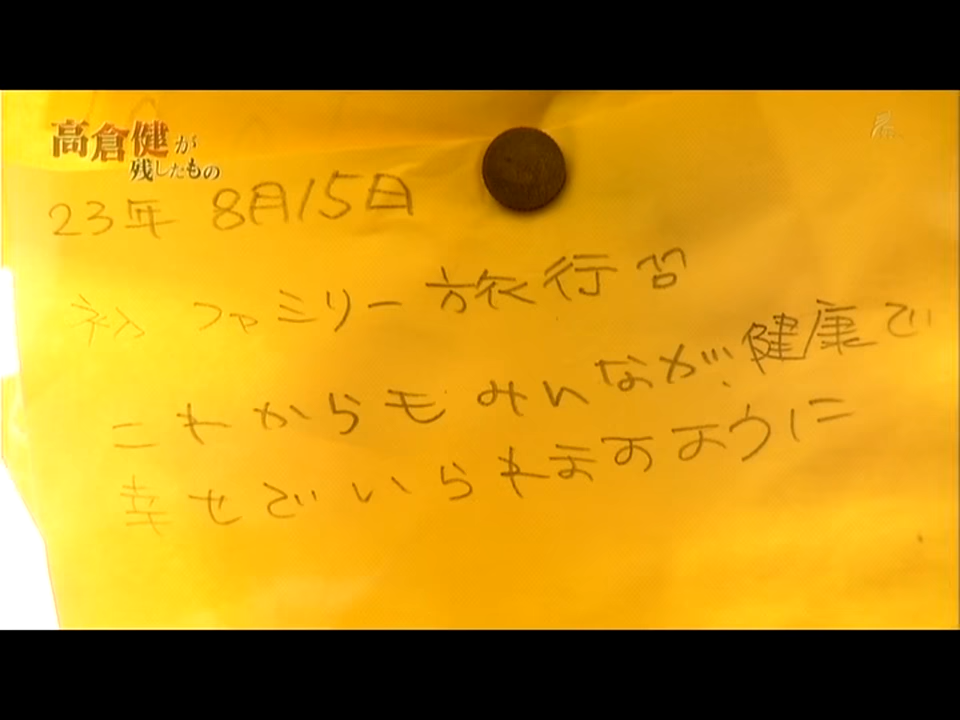 高倉健が
残したもの
23年 8月15日
初 ファミリー旅行
これからもみんなが、健康で
幸せでいられますように